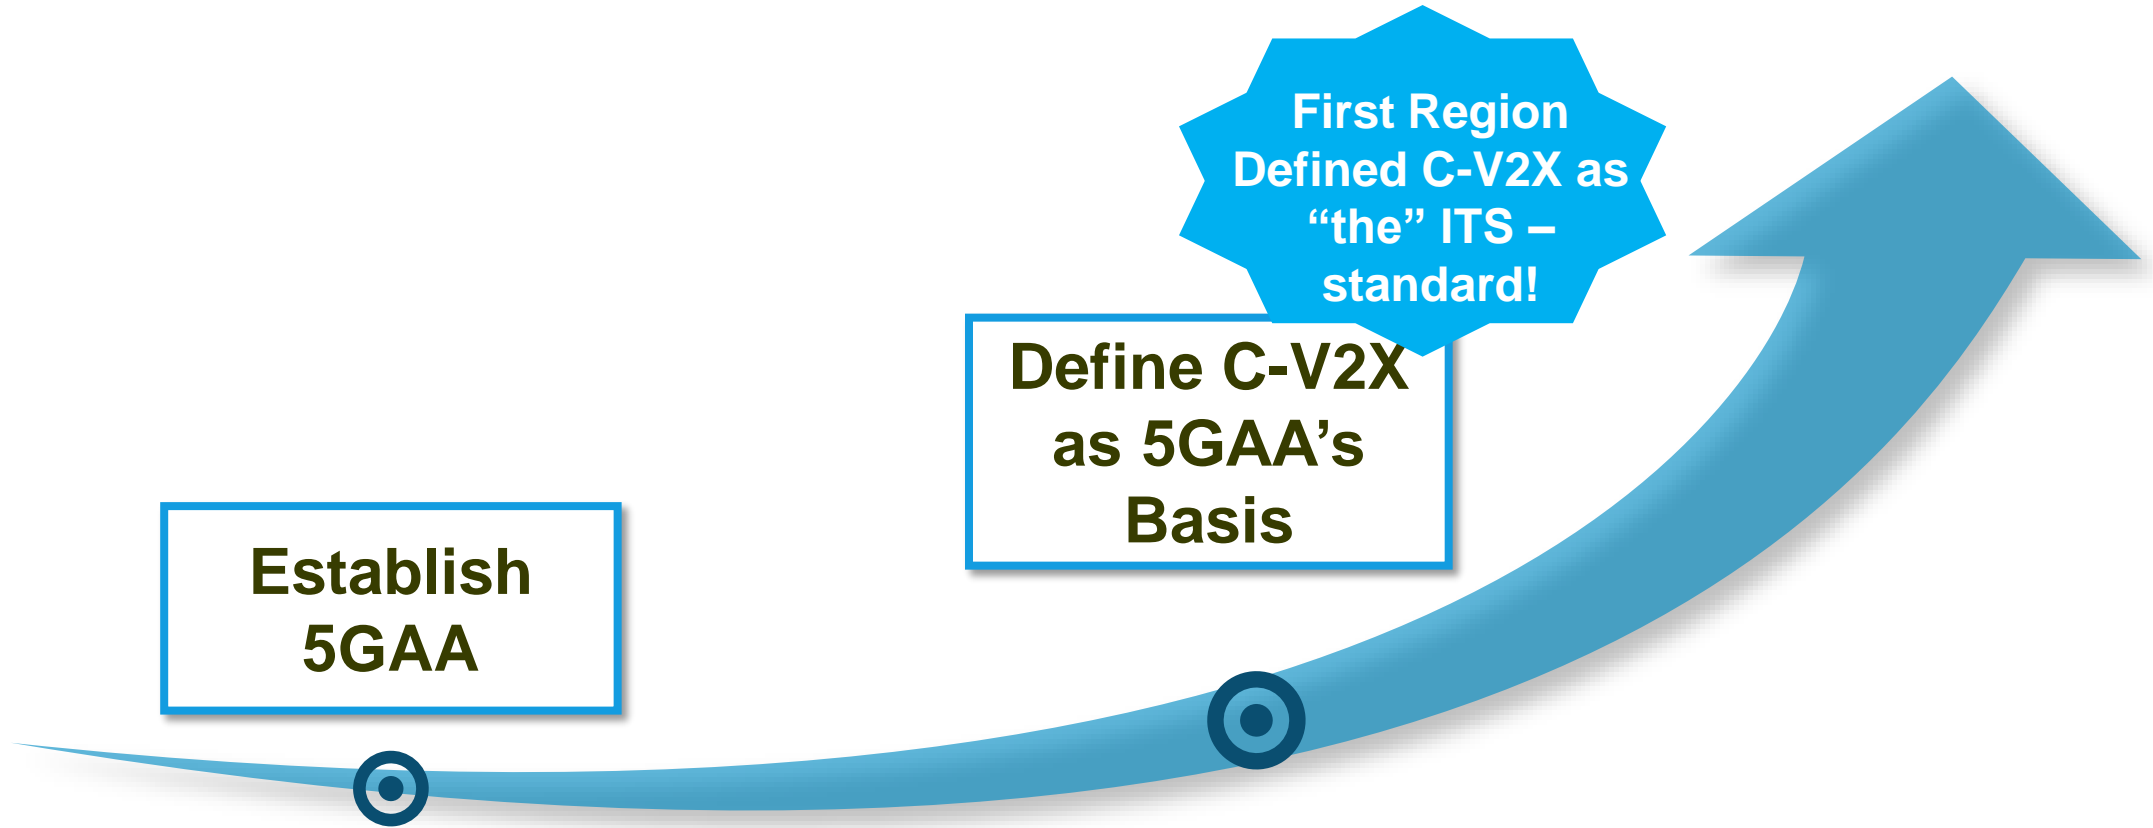 First Region
Defined C-V2X as
“the” ITS –
standard!
Define C-V2X
as 5GAA’s
Basis
Establish
5GAA